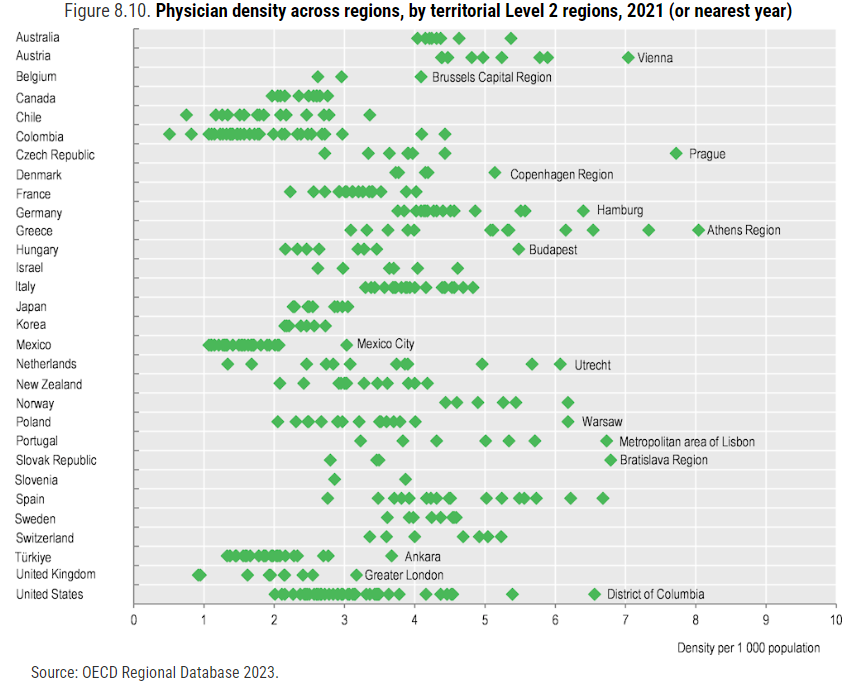 Figure 8.10. Physician density across regions, by territorial Level 2 regions, 2021 (or nearest year)
Australia
Austria Vienna
Belgium Brussels Capital Region
Canada
Chile
Colombia
Czech Republic Prague
Denmark Copenhagen Region
France
Germany Hamburg
Greece Athens Region
Hungary Budapest
Israel
Italy
Japan
Korea
Mexico Mexico City
Netherlands Utrecht
New Zealand
Norway
Poland Warsaw
Portugal Metropolitan area of Lisbon
Slovak Republic Bratislava Region
Slovenia
Spain
Sweden
Switzerland
Türkiye Ankara
United Kingdom Greater London
United States District of Columbia
0 1 2 3 4 5 6 7 8 9 10
Density per 1 000 population
Source: OECD Regional Database 2023.